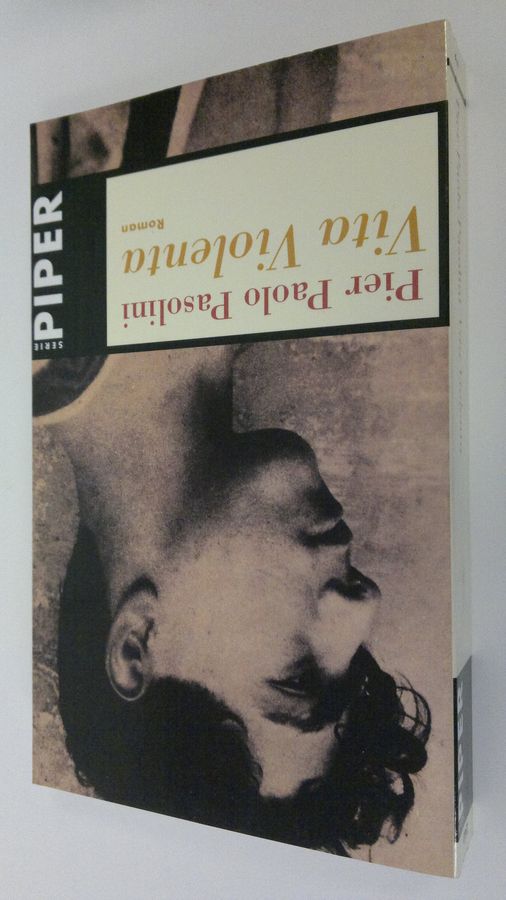 Pier Paolo Pasolini
Vita Violenta
Roman
SERIE
PIPER